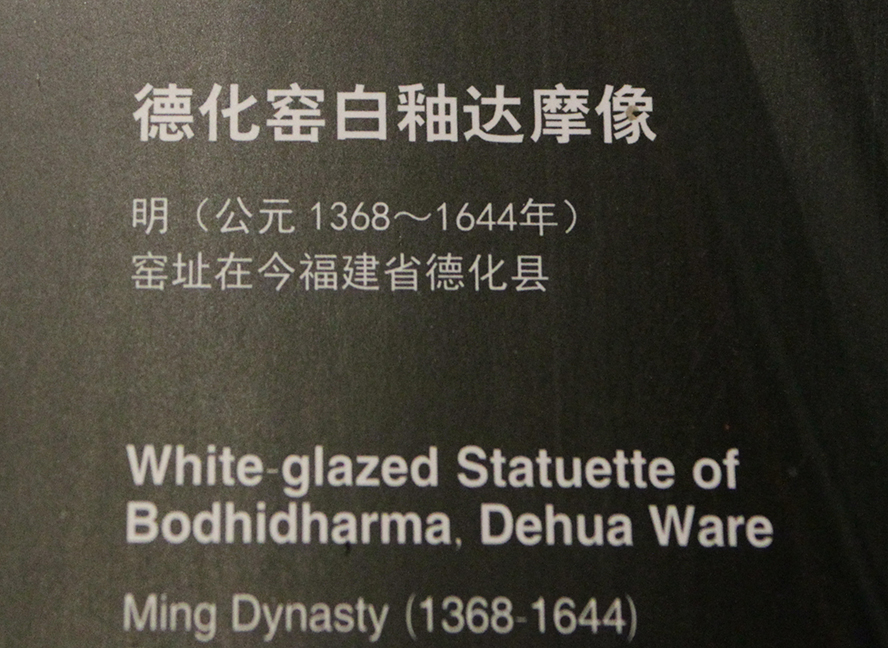 德化窑白釉达摩像
明（公元 1368～1644年）
窑址在今福建省德化县
White-glazed Statuette of
Bodhidharma, Dehua Ware
Ming Dynasty (1368-1644)